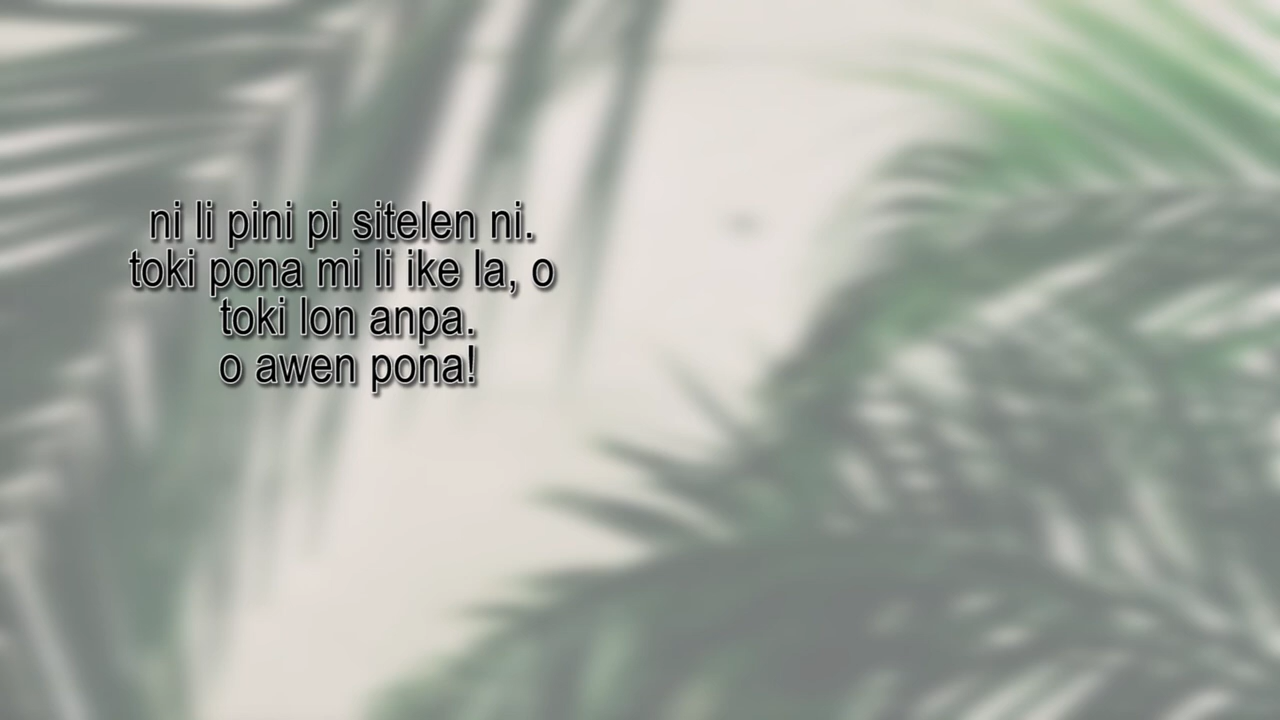 ni li pini pi sitelen ni.
toki pona mi li ike la, o
toki lon anpa.
o awen pona!